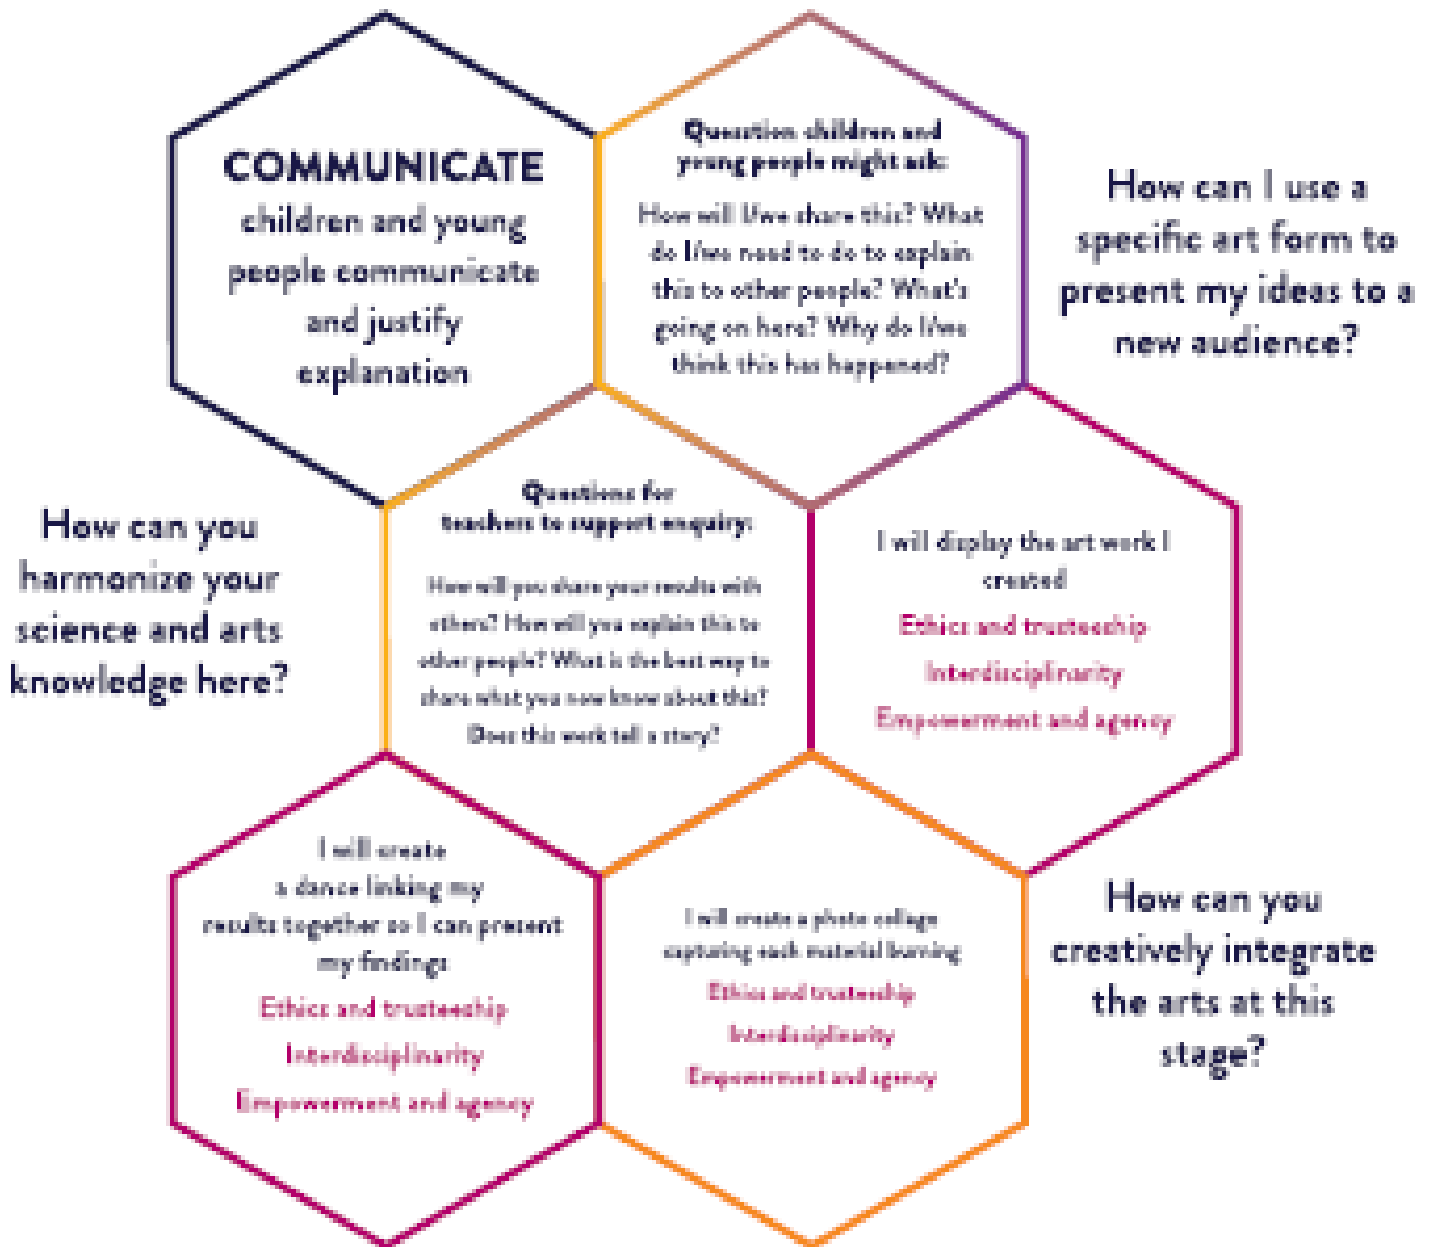 COMMUNICATE
children and young
people communicate
and justify
explanation
Question children and
young people might ask:
How will I/we share this? What
do I/we need to do to explain
this to other people? What's
going on here? Why do I/we
think this has happened?
How can I use a
specific art form to
present my ideas to a
new audience?
How can you
harmonize your
science and arts
knowledge here?
Questions for
teachers to support enquiry:
How will you share your results with
others? How will you explain this to
other people? What is the best way to
share what you now know about this?
Does this work tell a story?
I will display the art work I
created
Ethics and trusteeship
Interdisciplinarity
Empowerment and agency
I will create
a dance linking my
results together so I can present
my findings
Ethics and trusteeship
Interdisciplinarity
Empowerment and agency
I will create a photo collage
capturing each material burning
Ethics and trusteeship
Interdisciplinarity
Empowerment and agency
How can you
creatively integrate
the arts at this
stage?